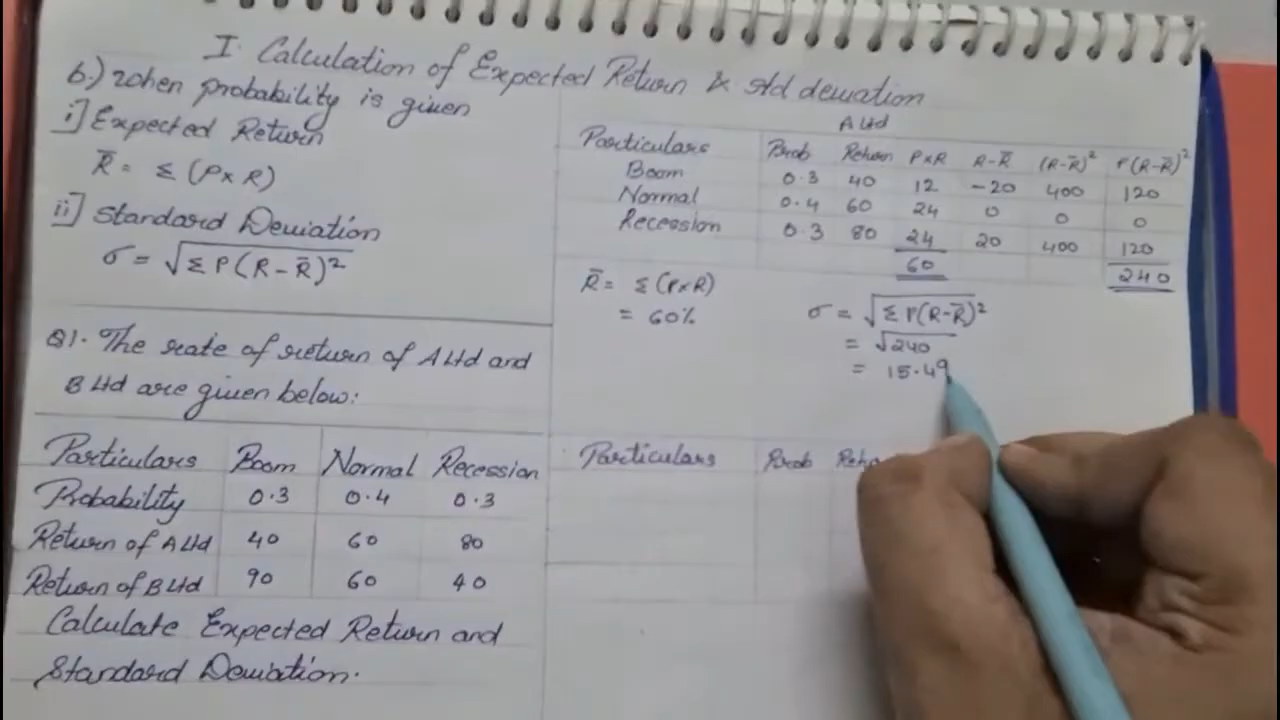 I. Calculation of Expected Return & std deviation
b.) when probability is given
i] Expected Return
R̄ = Σ (P×R)
ii] Standard Deviation
σ = √Σ P(R-R̄)²
Q1. The rate of return of A Ltd and
B Ltd are given below:
Particulars Boom Normal Recession
Probability 0.3 0.4 0.3
Return of A Ltd 40 60 80
Return of B Ltd 90 60 40
Calculate Expected Return and
Standard Deviation.
A Ltd
Particulars Prob Return P×R R-R̄ (R-R̄)² P(R-R̄)²
Boom 0.3 40 12 -20 400 120
Normal 0.4 60 24 0 0 0
Recession 0.3 80 24 20 400 120
60 240
R̄ = Σ (P×R)
= 60%
σ = √Σ P(R-R̄)²
= √240
= 15.49
Particulars Prob